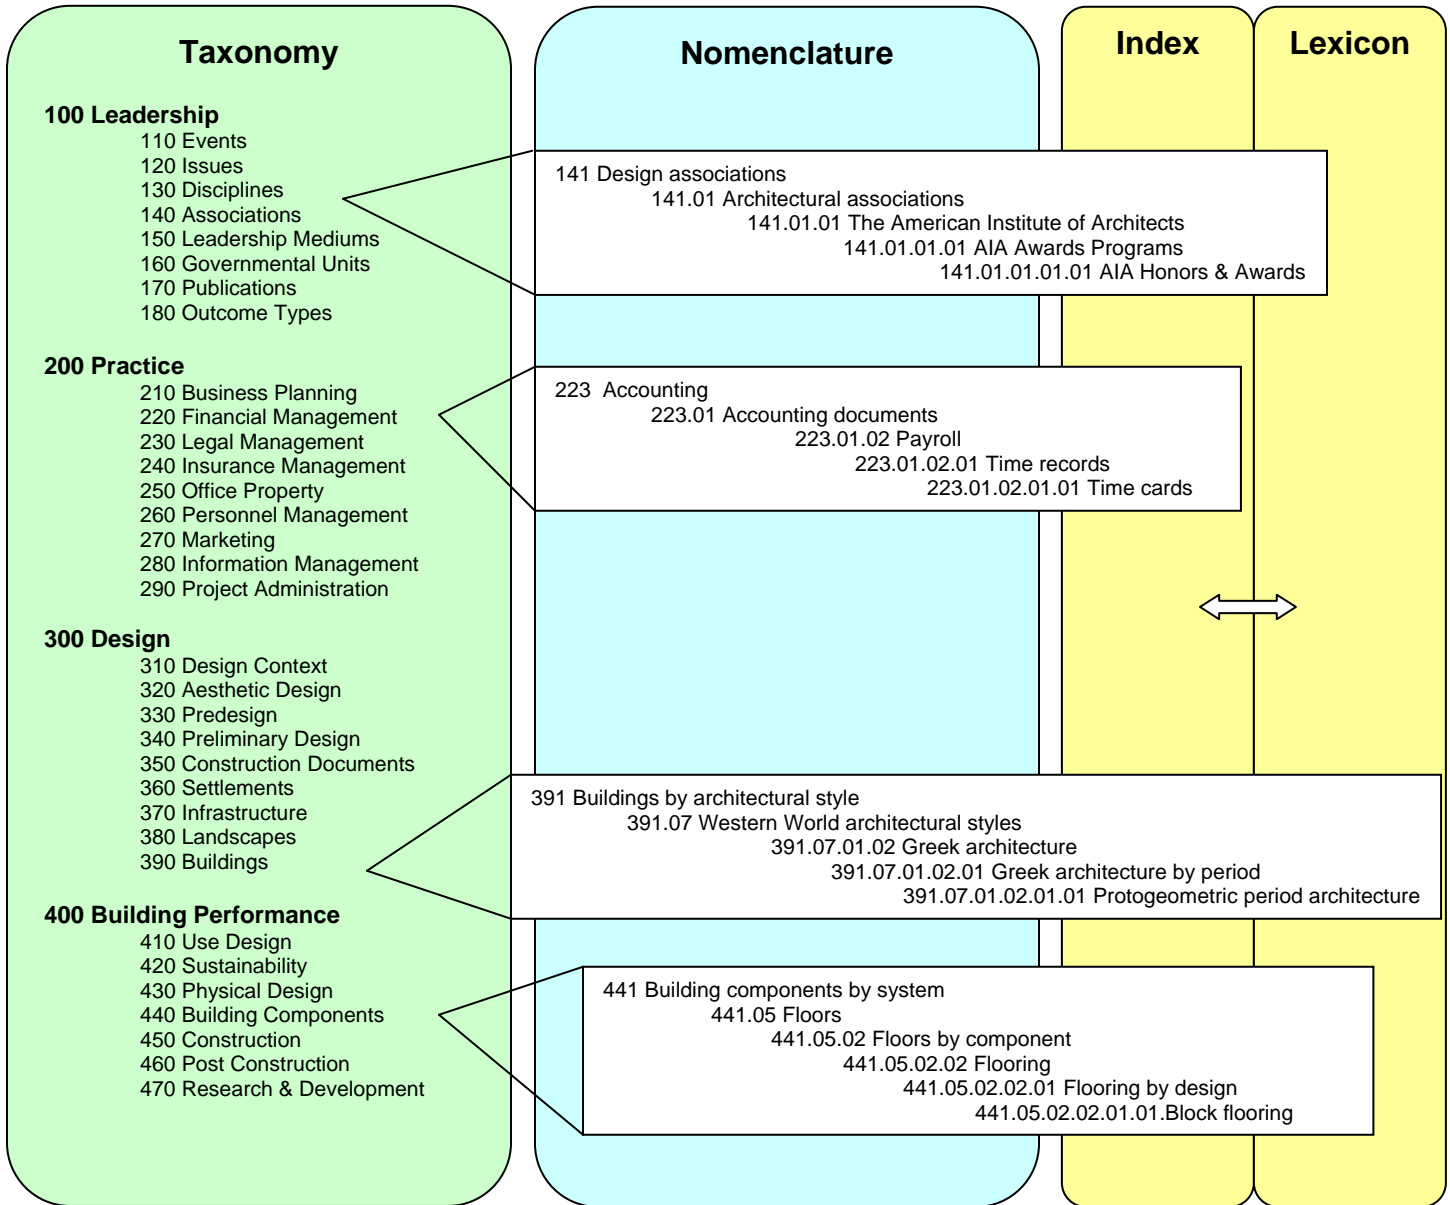 Taxonomy
100 Leadership
110 Events
120 Issues
130 Disciplines
140 Associations
150 Leadership Mediums
160 Governmental Units
170 Publications
180 Outcome Types
200 Practice
210 Business Planning
220 Financial Management
230 Legal Management
240 Insurance Management
250 Office Property
260 Personnel Management
270 Marketing
280 Information Management
290 Project Administration
300 Design
310 Design Context
320 Aesthetic Design
330 Predesign
340 Preliminary Design
350 Construction Documents
360 Settlements
370 Infrastructure
380 Landscapes
390 Buildings
400 Building Performance
410 Use Design
420 Sustainability
430 Physical Design
440 Building Components
450 Construction
460 Post Construction
470 Research & Development
Nomenclature
141 Design associations
141.01 Architectural associations
141.01.01 The American Institute of Architects
141.01.01.01 AIA Awards Programs
141.01.01.01.01 AIA Honors & Awards
223 Accounting
223.01 Accounting documents
223.01.02 Payroll
223.01.02.01 Time records
223.01.02.01.01 Time cards
391 Buildings by architectural style
391.07 Western World architectural styles
391.07.01.02 Greek architecture
391.07.01.02.01 Greek architecture by period
391.07.01.02.01.01 Protogeometric period architecture
441 Building components by system
441.05 Floors
441.05.02 Floors by component
441.05.02.02 Flooring
441.05.02.02.01 Flooring by design
441.05.02.02.01.01.Block flooring
Index
Lexicon